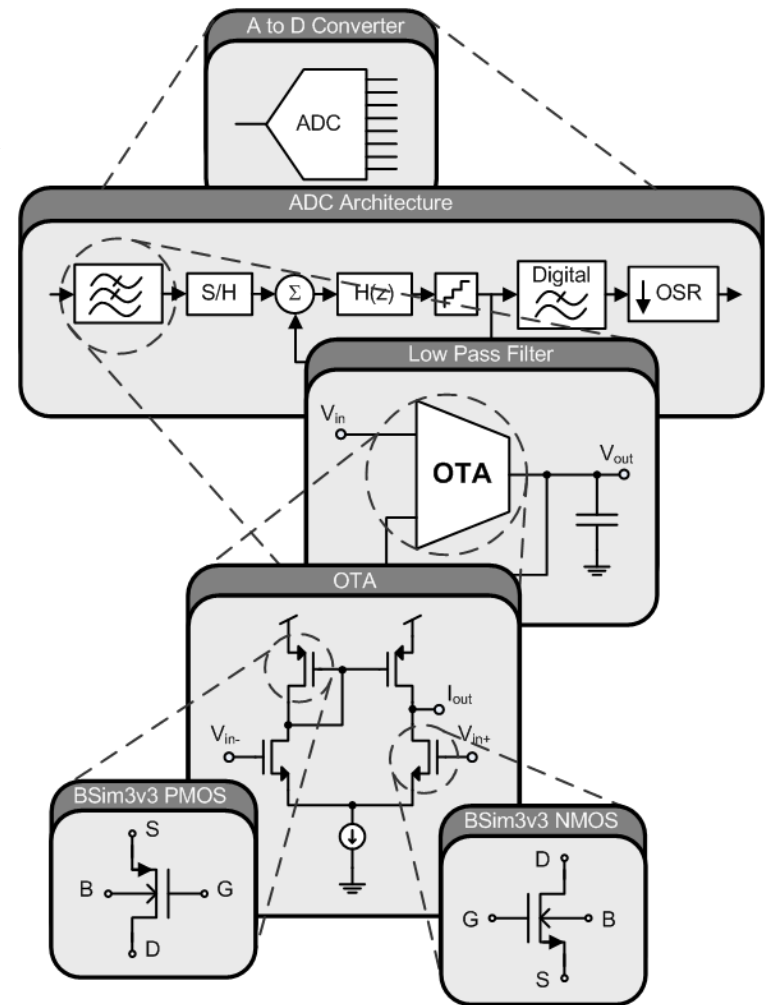 A to D Converter
ADC
ADC Architecture
S/H
Σ
H(z)
Digital
OSR
Low Pass Filter
Vin
OTA
Vout
OTA
Iout
Vin-
Vin+
BSim3v3 PMOS
S
B
G
D
BSim3v3 NMOS
D
G
B
S